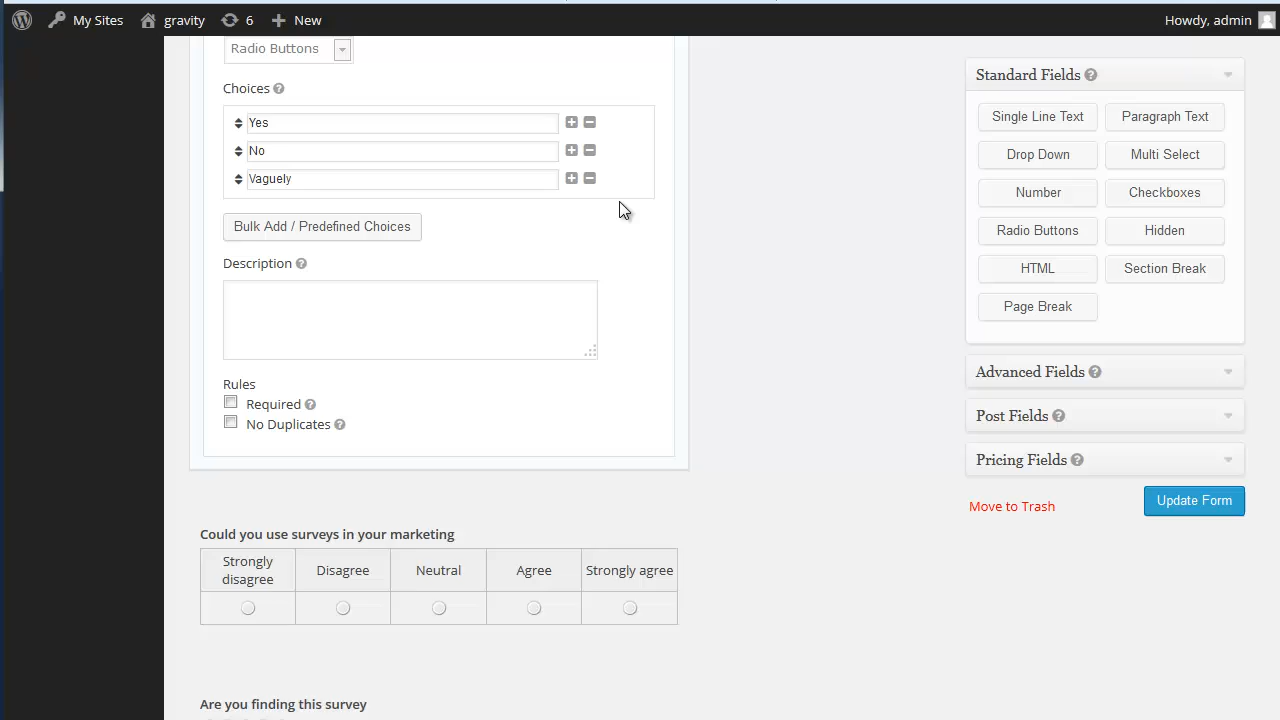 My Sites gravity 6 New Howdy, admin
Radio Buttons
Choices
Yes
No
Vaguely
Bulk Add / Predefined Choices
Description
Rules
Required
No Duplicates
Could you use surveys in your marketing
Strongly disagree Disagree Neutral Agree Strongly agree
Are you finding this survey
Standard Fields
Single Line Text Paragraph Text
Drop Down Multi Select
Number Checkboxes
Radio Buttons Hidden
HTML Section Break
Page Break
Advanced Fields
Post Fields
Pricing Fields
Move to Trash Update Form